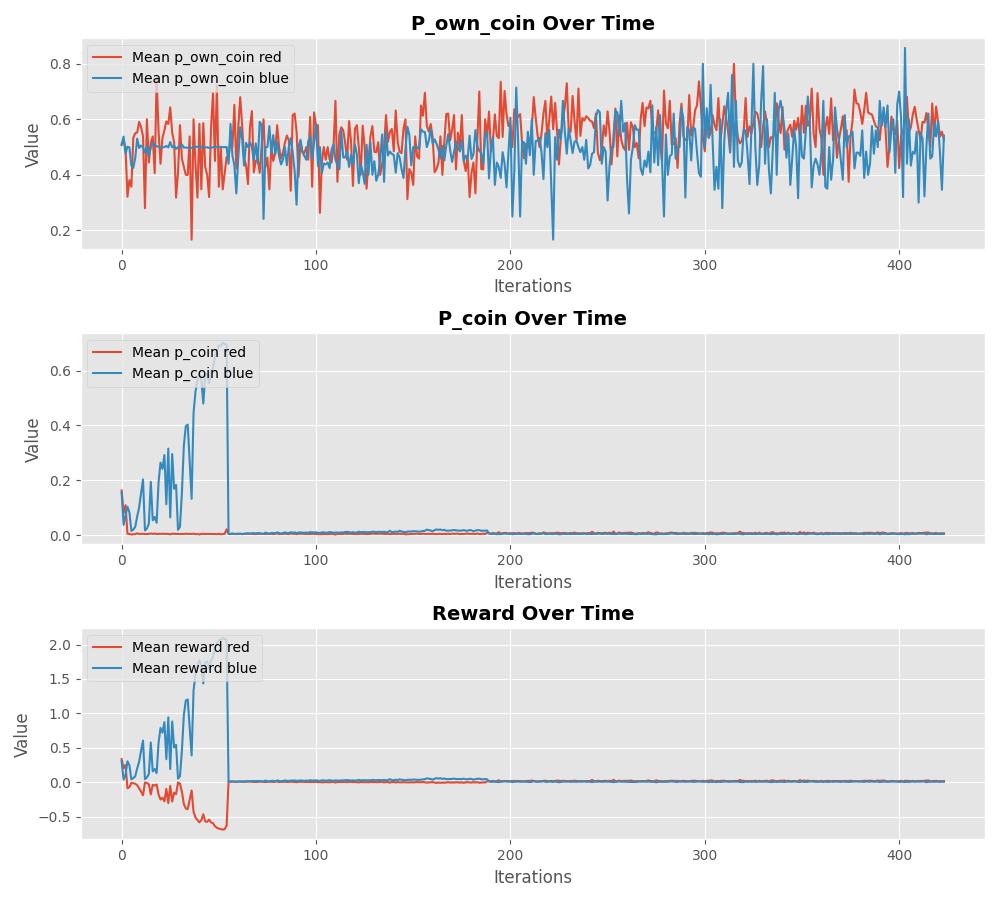 P_own_coin Over Time
Mean p_own_coin red
Mean p_own_coin blue
Value
0.8
0.6
0.4
0.2
0
100
200
300
400
Iterations
P_coin Over Time
Mean p_coin red
Mean p_coin blue
Value
0.6
0.4
0.2
0.0
0
100
200
300
400
Iterations
Reward Over Time
Mean reward red
Mean reward blue
Value
2.0
1.5
1.0
0.5
0.0
−0.5
0
100
200
300
400
Iterations